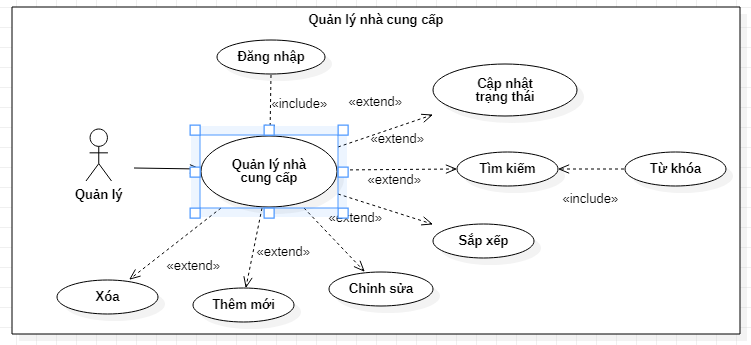 Quản lý nhà cung cấp
Đăng nhập
«include»
«extend»
Cập nhật
trạng thái
«extend»
Quản lý
Quản lý nhà
cung cấp
«extend»
Tìm kiếm
Từ khóa
«include»
«extend»
Sắp xếp
«extend»
«extend»
Xóa
Thêm mới
Chỉnh sửa